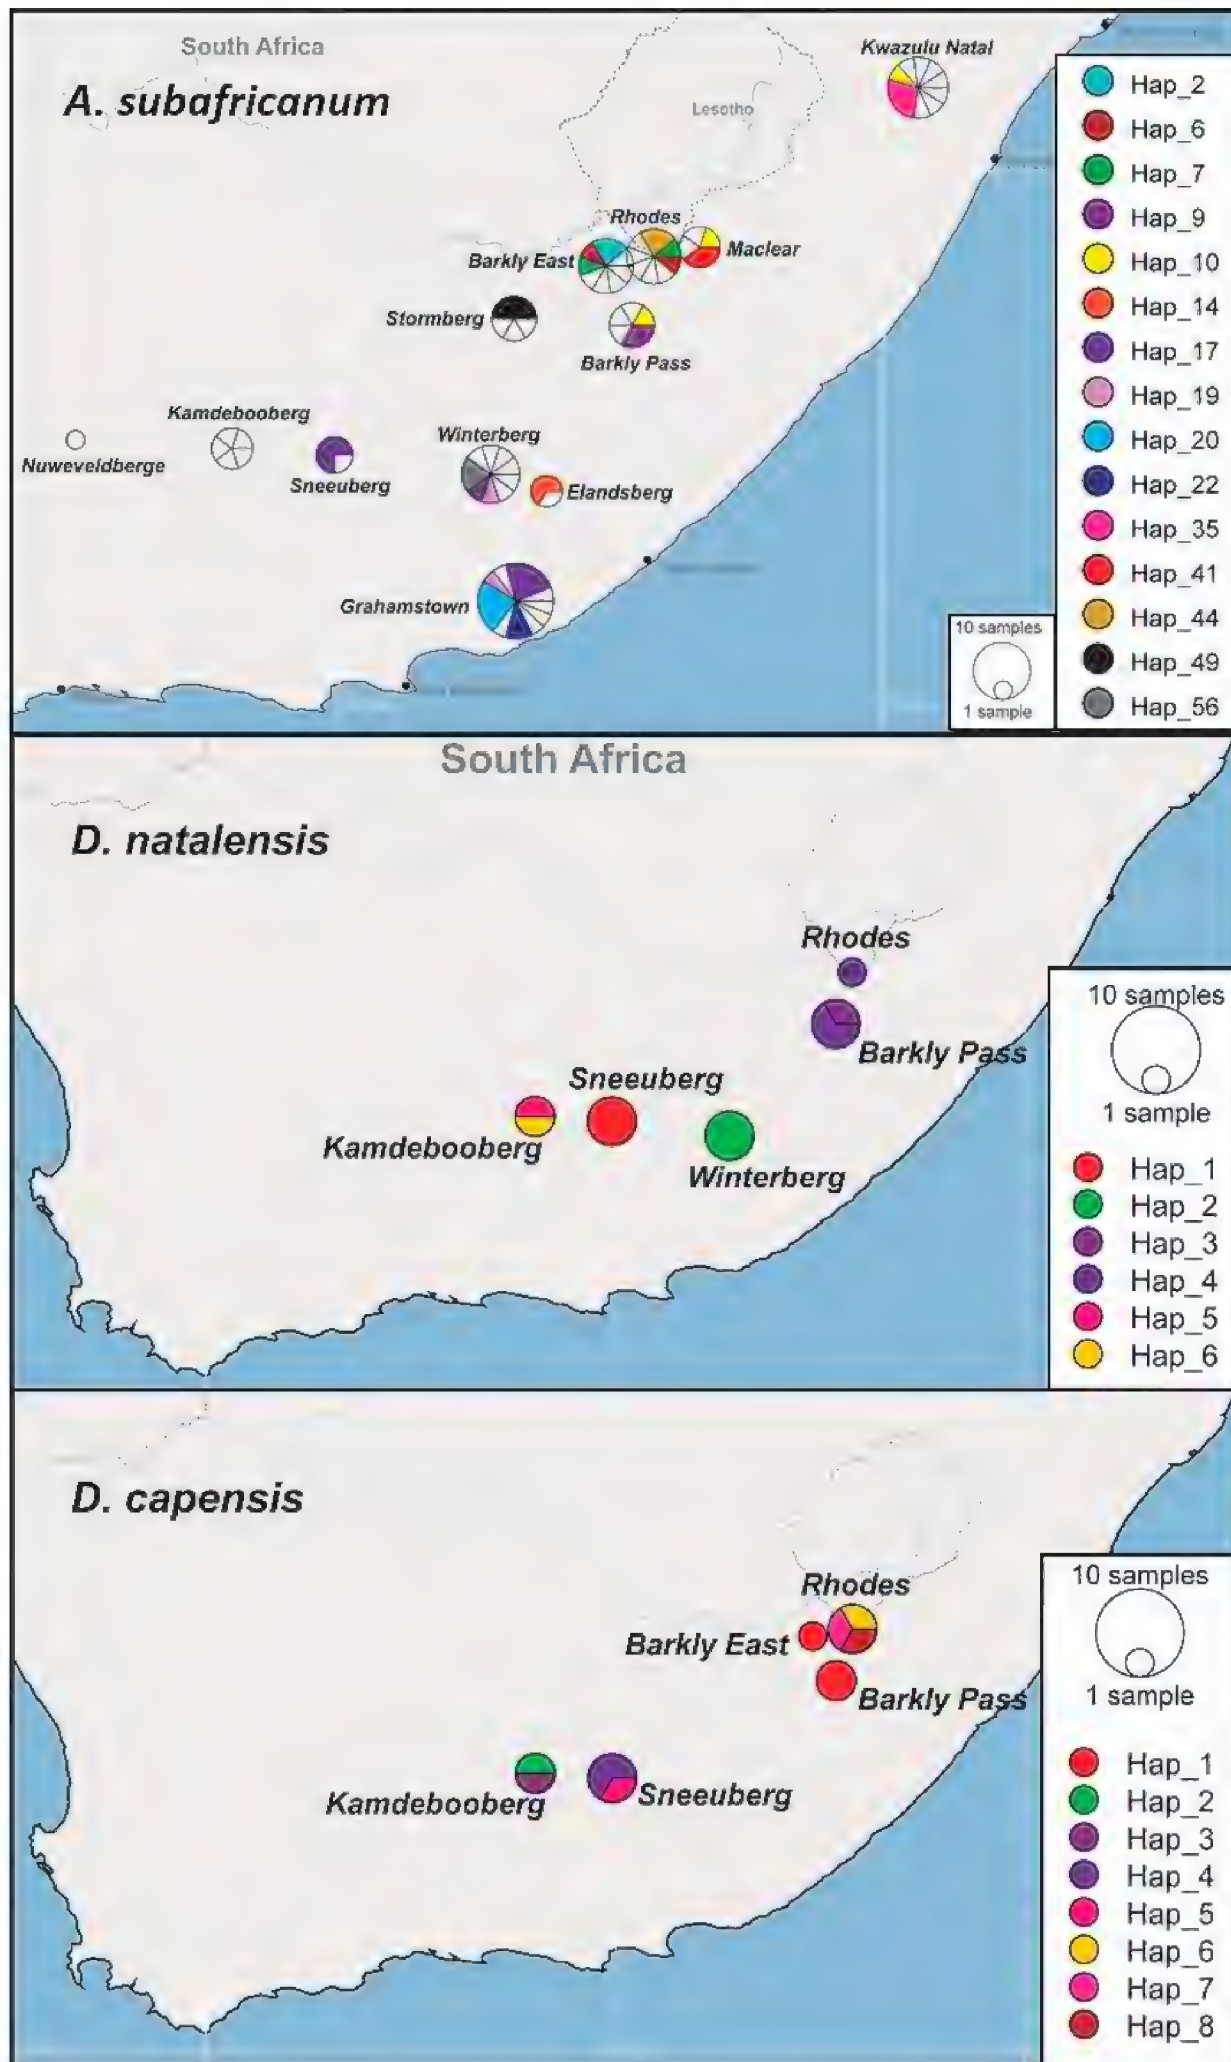 South Africa
A. subafricanum
Kwazulu Natal
Lesotho
Rhodes
Barkly East
Maclear
Stormberg
Barkly Pass
Kamdebooberg
Nuweveldberge
Sneeuberg
Winterberg
Elandsberg
Grahamstown
10 samples
1 sample
Hap_2
Hap_6
Hap_7
Hap_9
Hap_10
Hap_14
Hap_17
Hap_19
Hap_20
Hap_22
Hap_35
Hap_41
Hap_44
Hap_49
Hap_56
South Africa
D. natalensis
Rhodes
Barkly Pass
Sneeuberg
Kamdebooberg
Winterberg
10 samples
1 sample
Hap_1
Hap_2
Hap_3
Hap_4
Hap_5
Hap_6
D. capensis
Rhodes
Barkly East
Barkly Pass
Kamdebooberg
Sneeuberg
10 samples
1 sample
Hap_1
Hap_2
Hap_3
Hap_4
Hap_5
Hap_6
Hap_7
Hap_8